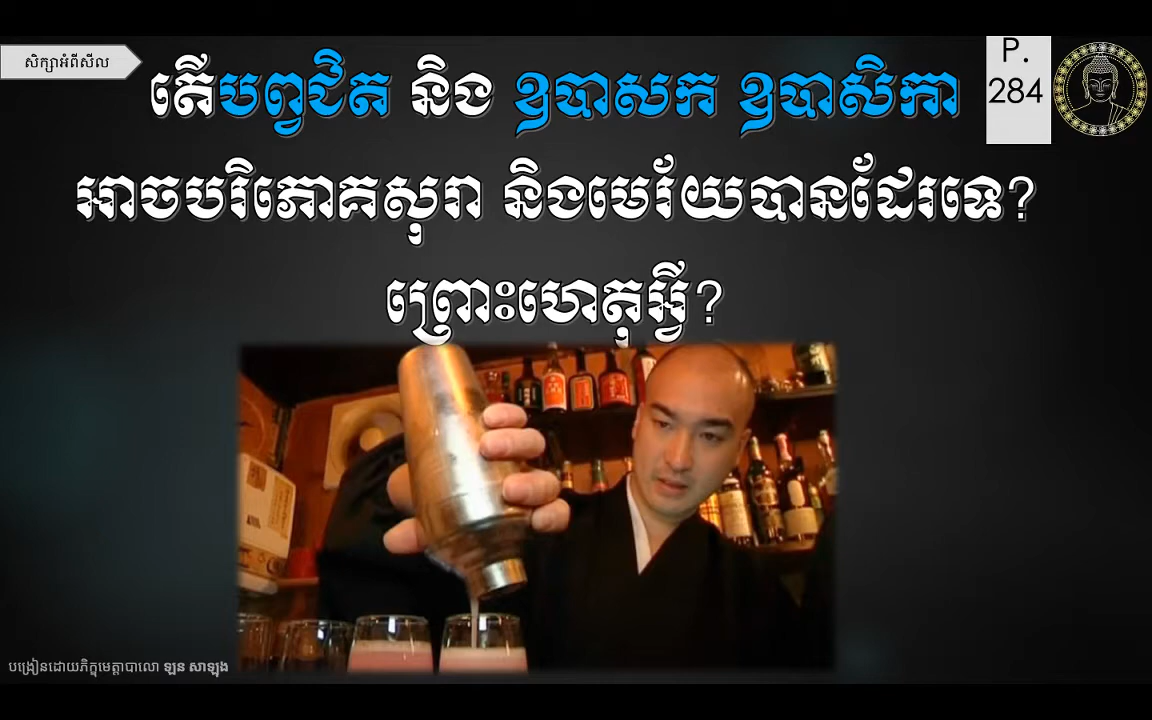 សិក្សាអំពីសីល
តើបព្វជិត និង ឧបាសក ឧបាសិកា
P.
284
អាចបរិភោគសុរា និងមេរ័យបានដែរទេ?
ព្រោះហេតុអ្វី?
បង្រៀនដោយភិក្ខុមេត្តាបាលោ ឡន សាឡុង